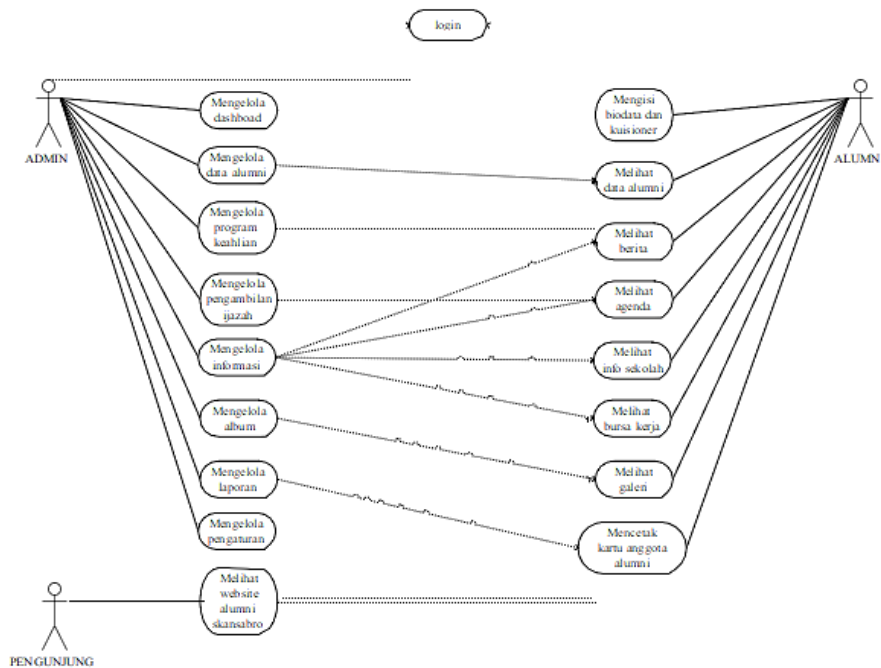 login
ADMIN
Mengelola
dashboad
Mengelola
data alumni
Mengelola
program
keahlian
Mengelola
pengambilan
ijazah
Mengelola
informasi
Mengelola
album
Mengelola
laporan
Mengelola
pengaturan
Melihat
website
alumni
skansabro
PENGUNJUNG
Mengisi
biodata dan
kuisioner
Melihat
data alumni
Melihat
berita
Melihat
agenda
Melihat
info sekolah
Melihat
bursa kerja
Melihat
galeri
Mencetak
kartu anggota
alumni
ALUMN